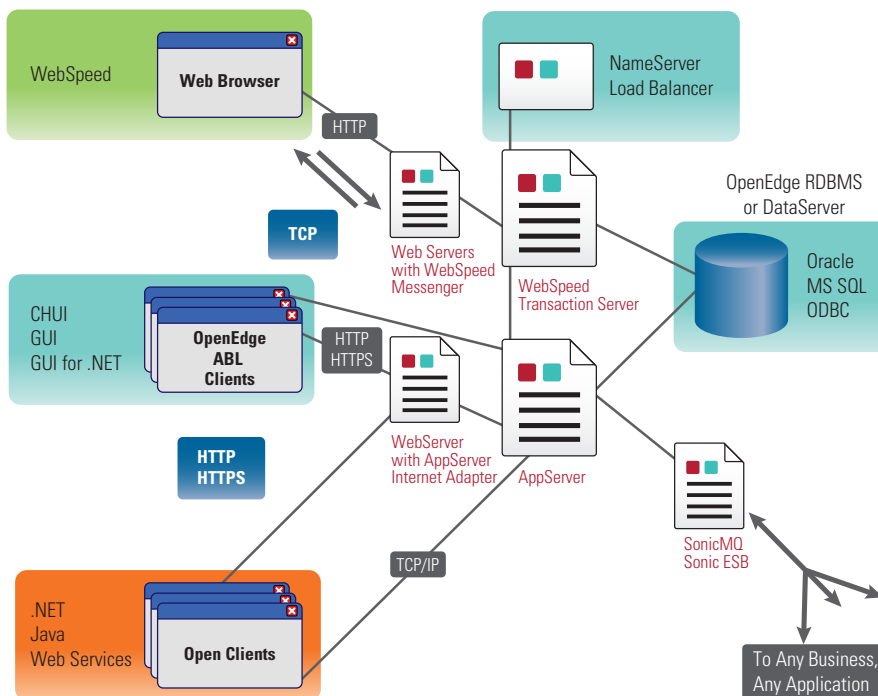 WebSpeed
Web Browser
NameServer
Load Balancer
HTTP
OpenEdge RDBMS
or DataServer
TCP
Web Servers
with WebSpeed
Messenger
WebSpeed
Transaction Server
Oracle
MS SQL
ODBC
CHUI
GUI
GUI for .NET
OpenEdge
ABL
Clients
HTTP
HTTPS
WebServer
with AppServer
Internet Adapter
AppServer
HTTP
HTTPS
SonicMQ
Sonic ESB
TCP/IP
.NET
Java
Web Services
Open Clients
To Any Business,
Any Application